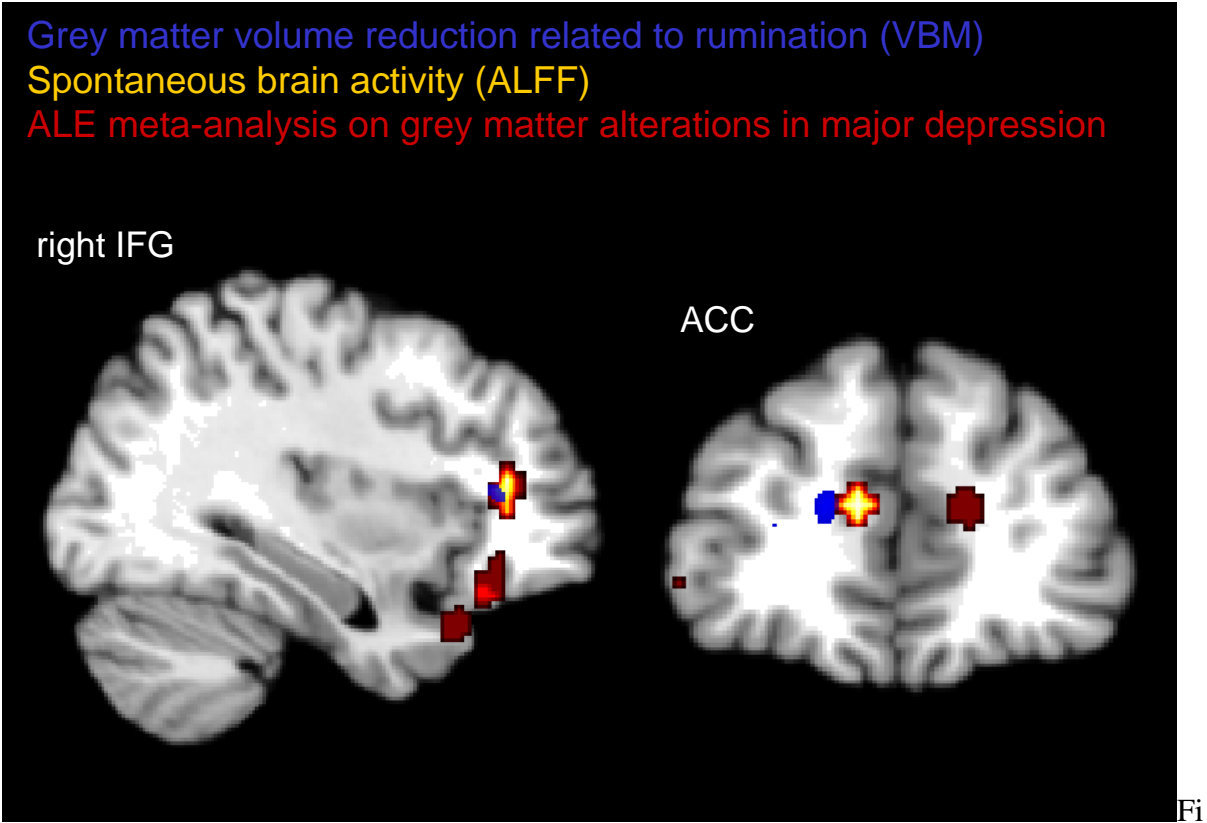 Grey matter volume reduction related to rumination (VBM)
Spontaneous brain activity (ALFF)
ALE meta-analysis on grey matter alterations in major depression
right IFG
ACC
Fi